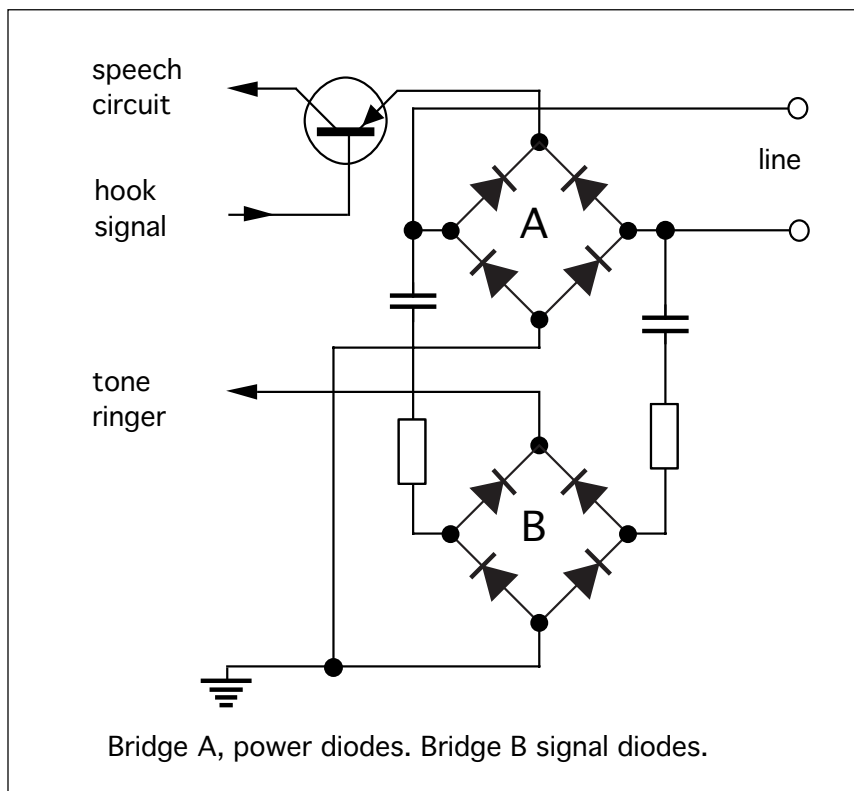 speech
circuit
hook
signal
line
A
tone
ringer
B
Bridge A, power diodes. Bridge B signal diodes.